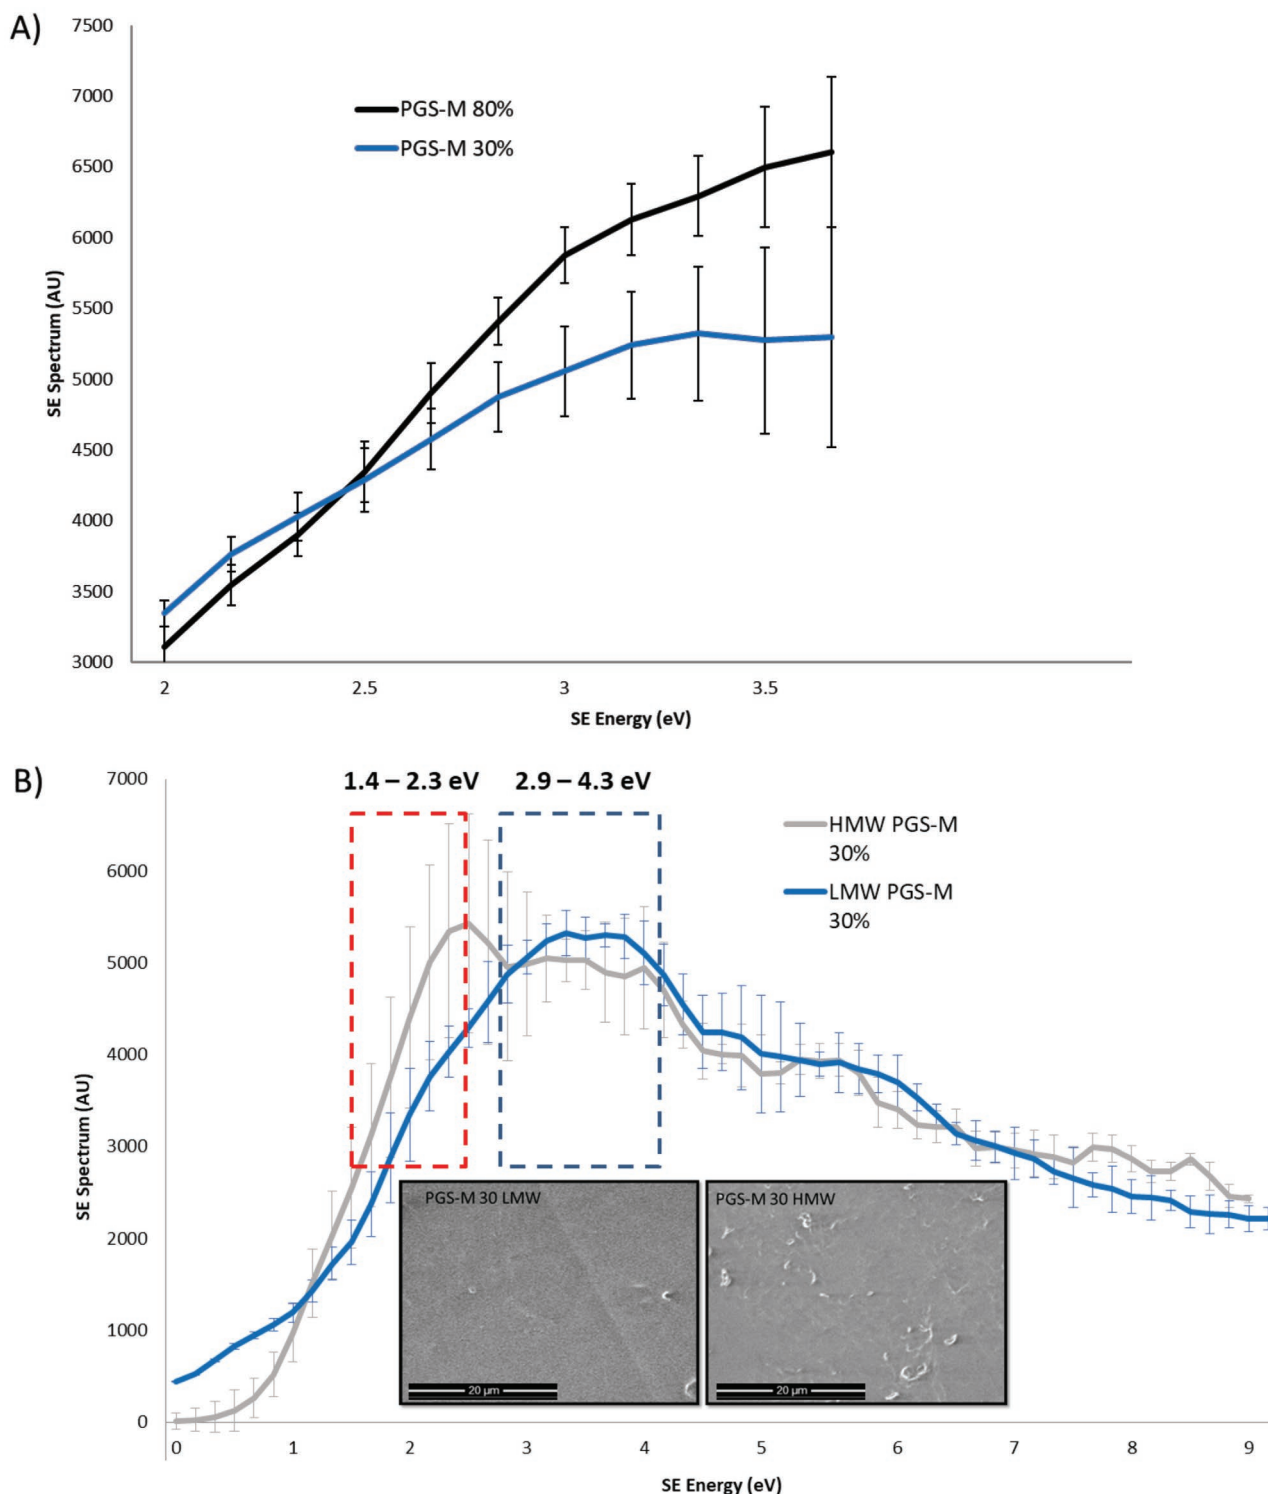 A)
7500
7000
6500
6000
5500
5000
4500
4000
3500
3000
SE Spectrum (AU)
PGS-M 80%
PGS-M 30%
2 2.5 3 3.5
SE Energy (eV)
B)
1.4 – 2.3 eV 2.9 – 4.3 eV
7000
6000
5000
4000
3000
2000
1000
0
SE Spectrum (AU)
HMW PGS-M
30%
LMW PGS-M
30%
PGS-M 30 LMW
20 µm
PGS-M 30 HMW
20 µm
0 1 2 3 4 5 6 7 8 9
SE Energy (eV)